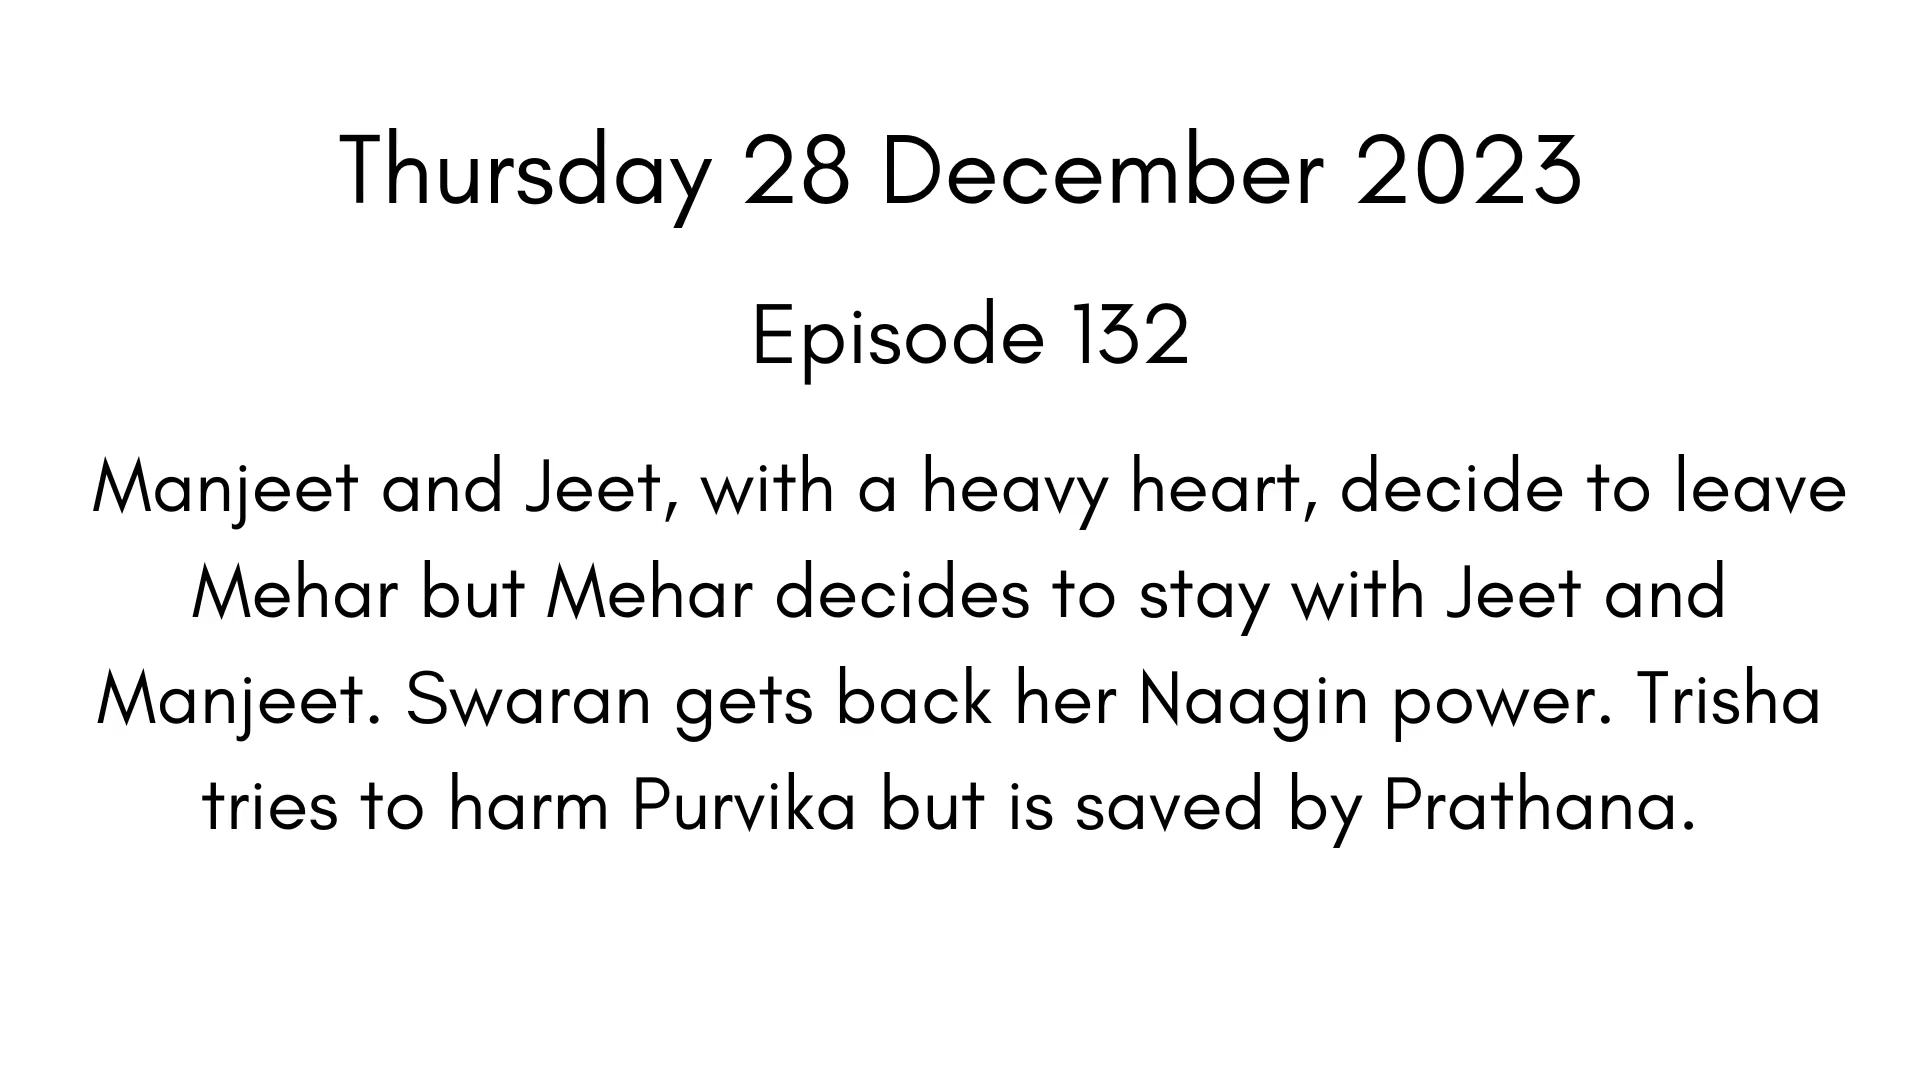 Thursday 28 December 2023
Episode 132
Manjeet and Jeet, with a heavy heart, decide to leave
Mehar but Mehar decides to stay with Jeet and
Manjeet. Swaran gets back her Naagin power. Trisha
tries to harm Purvika but is saved by Prathana.